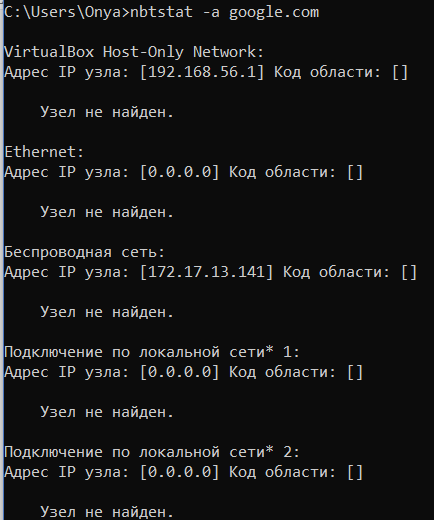 C:\Users\Onya>nbtstat -a google.com
VirtualBox Host-Only Network:
Адрес IP узла: [192.168.56.1] Код области: []
Узел не найден.
Ethernet:
Адрес IP узла: [0.0.0.0] Код области: []
Узел не найден.
Беспроводная сеть:
Адрес IP узла: [172.17.13.141] Код области: []
Узел не найден.
Подключение по локальной сети* 1:
Адрес IP узла: [0.0.0.0] Код области: []
Узел не найден.
Подключение по локальной сети* 2:
Адрес IP узла: [0.0.0.0] Код области: []
Узел не найден.